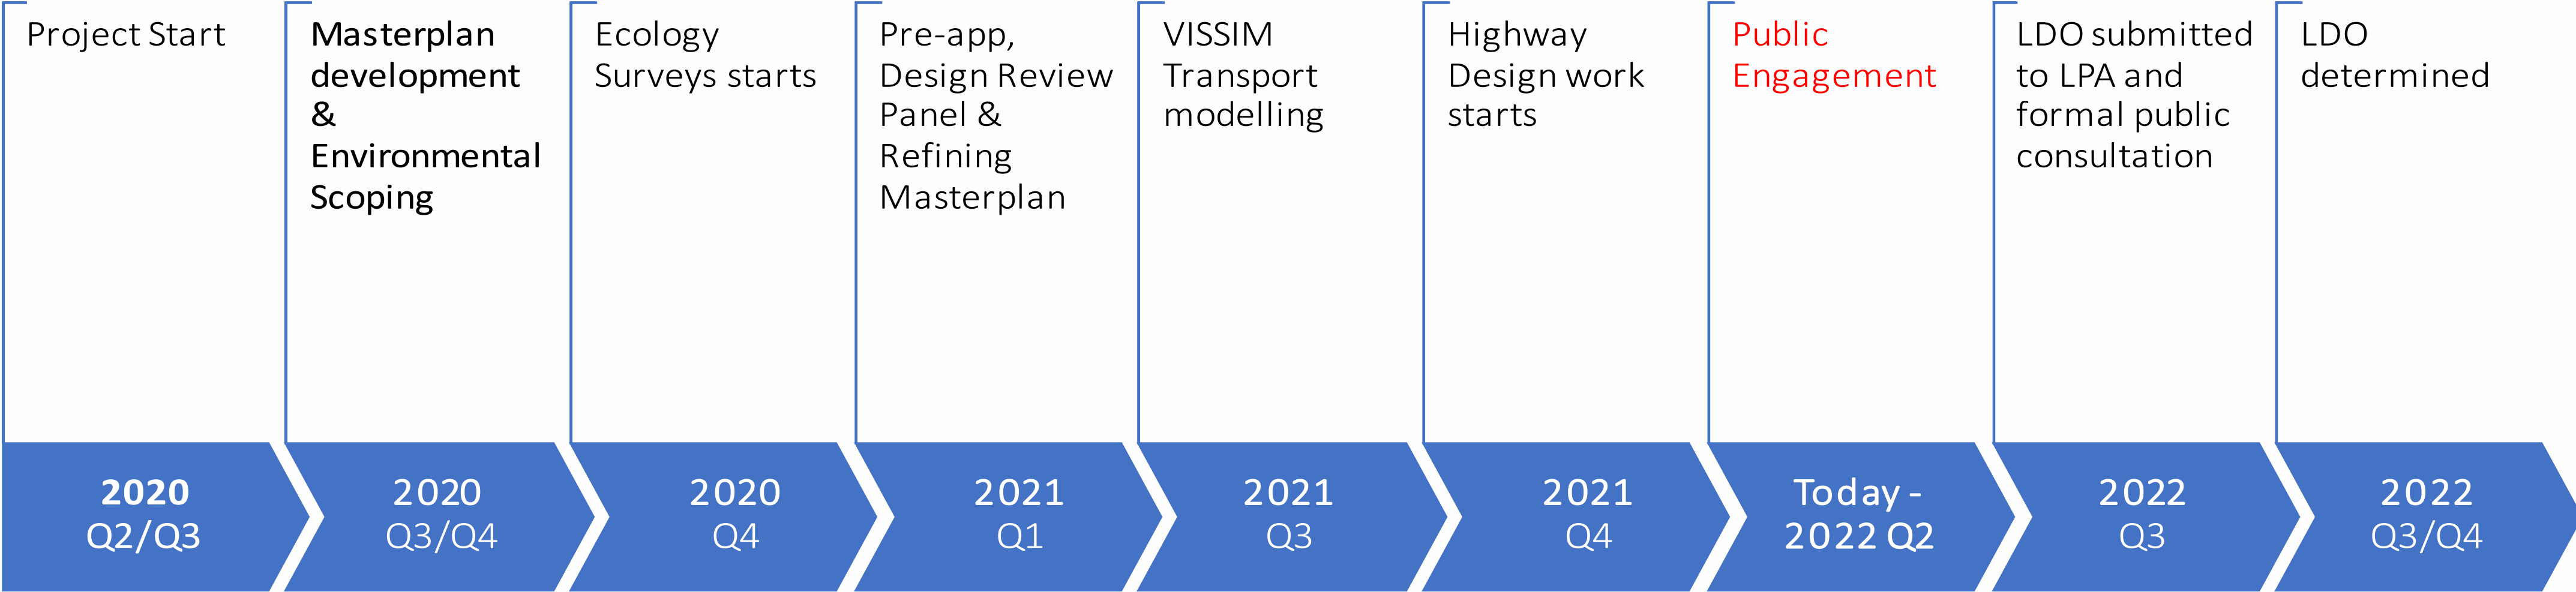 Project Start
Masterplan
development
&
Environmental
Scoping
Ecology
Surveys starts
Pre-app,
Design Review
Panel &
Refining
Masterplan
VISSIM
Transport
modelling
Highway
Design work
starts
Public
Engagement
LDO submitted
to LPA and
formal public
consultation
LDO
determined
2020
Q2/Q3
2020
Q3/Q4
2020
Q4
2021
Q1
2021
Q3
2021
Q4
Today -
2022 Q2
2022
Q3
2022
Q3/Q4